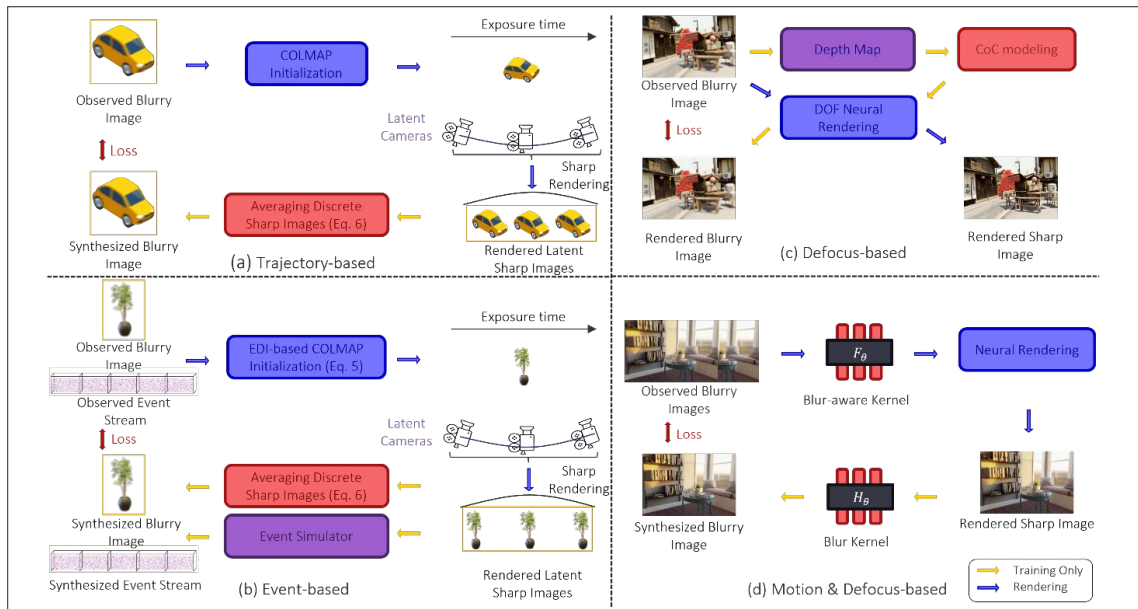 Exposure time
COLMAP
Initialization
Observed Blurry
Image
Latent
Cameras
Loss
Sharp
Rendering
Averaging Discrete
Sharp Images (Eq. 6)
Synthesized Blurry
Image
Rendered Latent
Sharp Images
(a) Trajectory-based
Observed Blurry
Image
Depth Map
CoC modeling
Loss
DOF Neural
Rendering
Rendered Blurry
Image
Rendered Sharp
Image
(c) Defocus-based
Observed Blurry
Image
EDI-based COLMAP
Initialization (Eq. 5)
Exposure time
Observed Event
Stream
Latent
Cameras
Loss
Sharp
Rendering
Averaging Discrete
Sharp Images (Eq. 6)
Synthesized Blurry
Image
Event Simulator
Synthesized Event Stream
Rendered Latent
Sharp Images
(b) Event-based
Observed Blurry
Images
Fθ
Blur-aware Kernel
Neural Rendering
Loss
Synthesized Blurry
Image
Hθ
Blur Kernel
Rendered Sharp Image
(d) Motion & Defocus-based
Training Only
Rendering